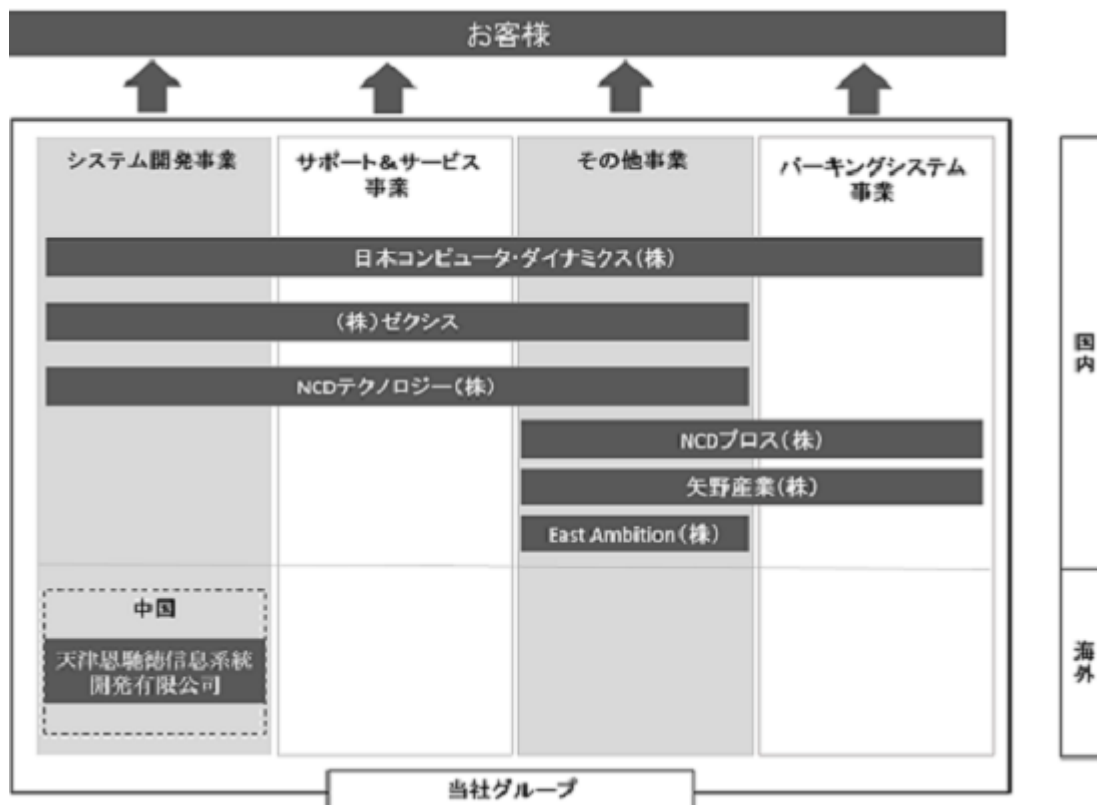 お客様
システム開発事業
サポート&サービス
事業
その他事業
パーキングシステム
事業
日本コンピュータ・ダイナミクス(株)
(株)ゼクシス
NCDテクノロジー(株)
NCDプロス(株)
矢野産業(株)
East Ambition(株)
国内
中国
天津恩馳徳信息系統
開発有限公司
海外
当社グループ